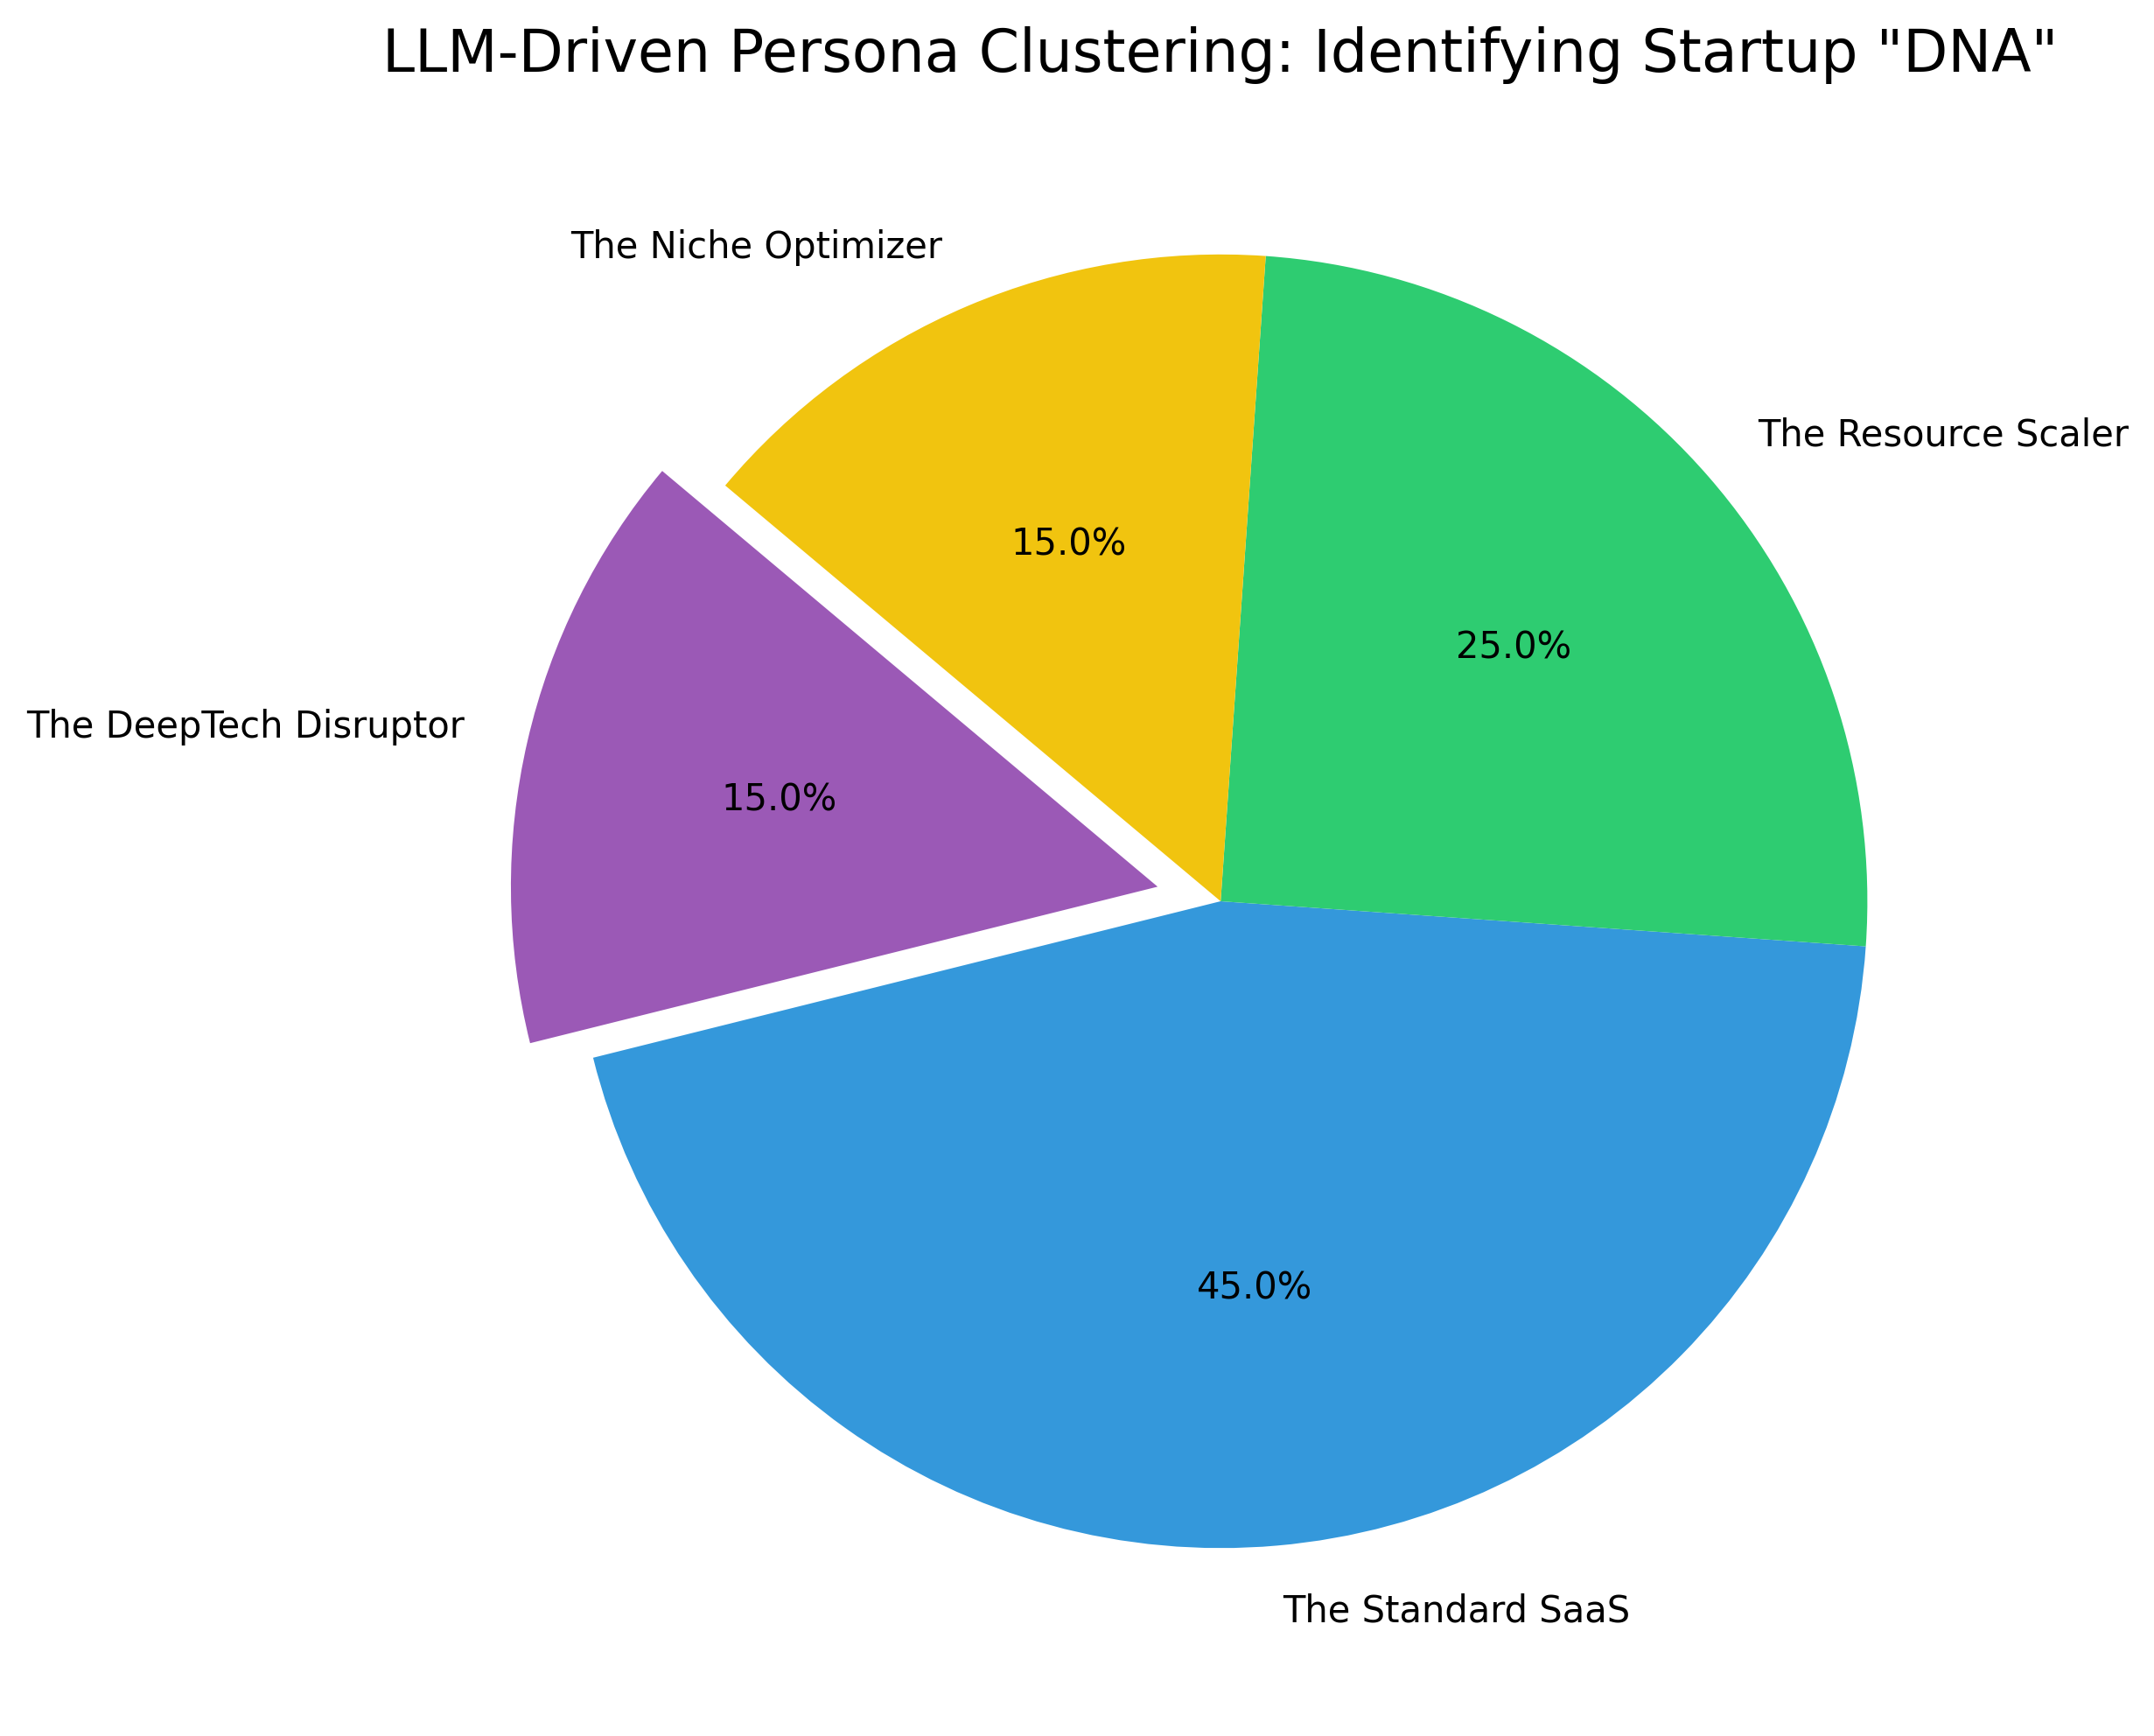 LLM-Driven Persona Clustering: Identifying Startup "DNA"
The Niche Optimizer
The Resource Scaler
15.0%
25.0%
The DeepTech Disruptor
15.0%
45.0%
The Standard SaaS